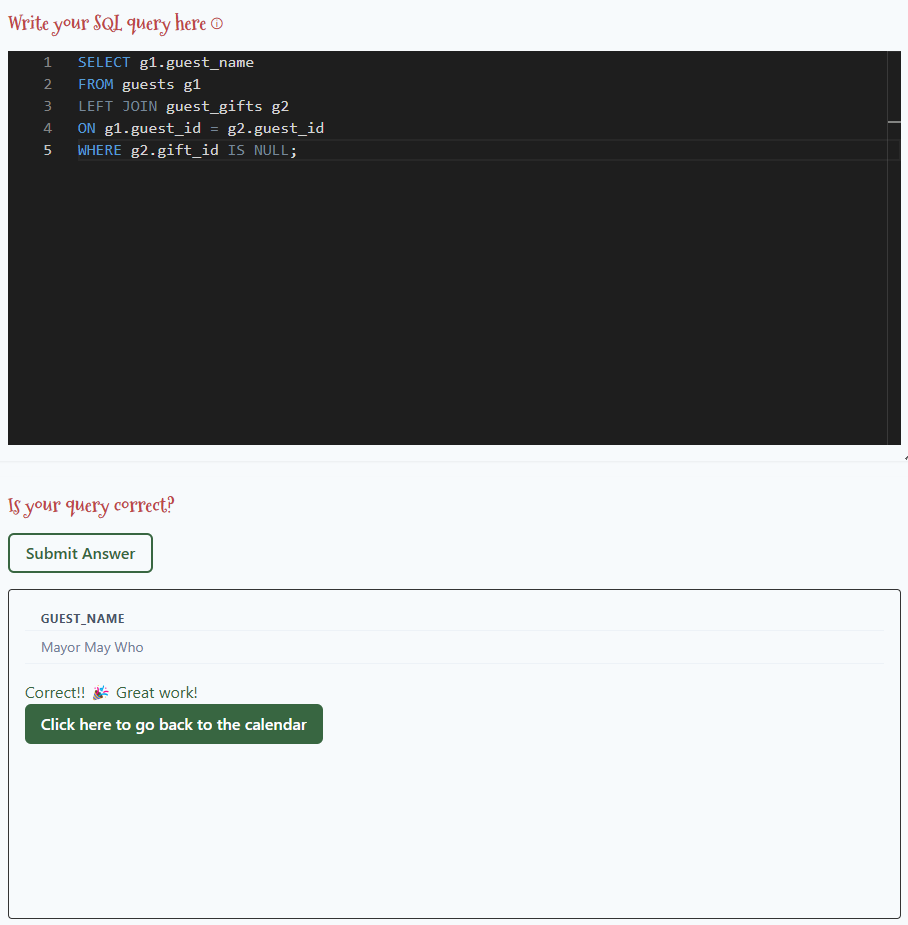 Write your SQL query here ⓘ
1 SELECT g1.guest_name
2 FROM guests g1
3 LEFT JOIN guest_gifts g2
4 ON g1.guest_id = g2.guest_id
5 WHERE g2.gift_id IS NULL;
Is your query correct?
Submit Answer
GUEST_NAME
Mayor May Who
Correct!! 🎉 Great work!
Click here to go back to the calendar